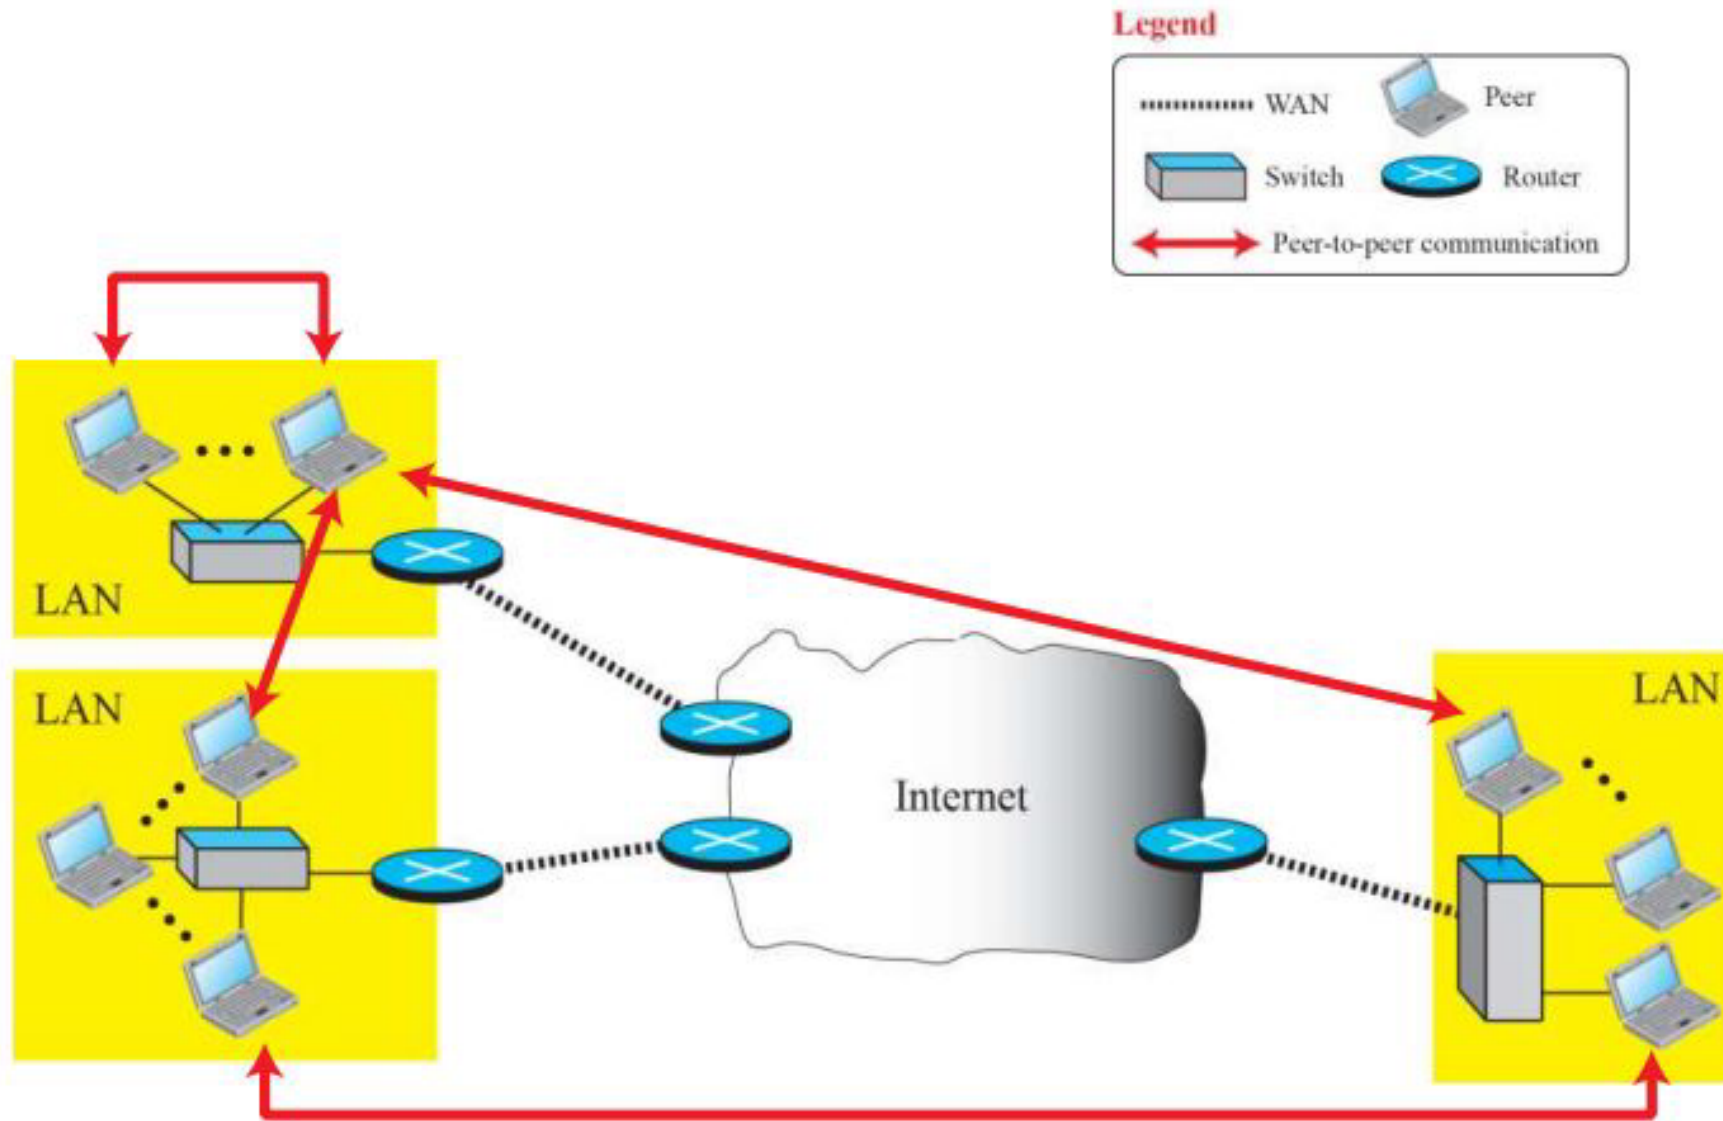 Legend
WAN
Peer
Switch
Router
Peer-to-peer communication
LAN
LAN
LAN
Internet